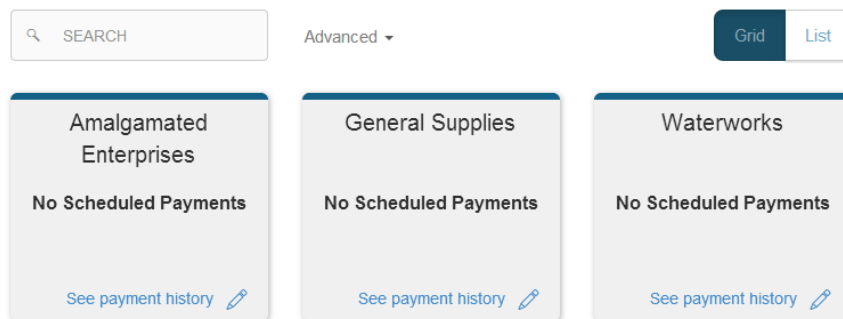 SEARCH
Advanced
Grid
List
Amalgamated
Enterprises
No Scheduled Payments
See payment history
General Supplies
No Scheduled Payments
See payment history
Waterworks
No Scheduled Payments
See payment history